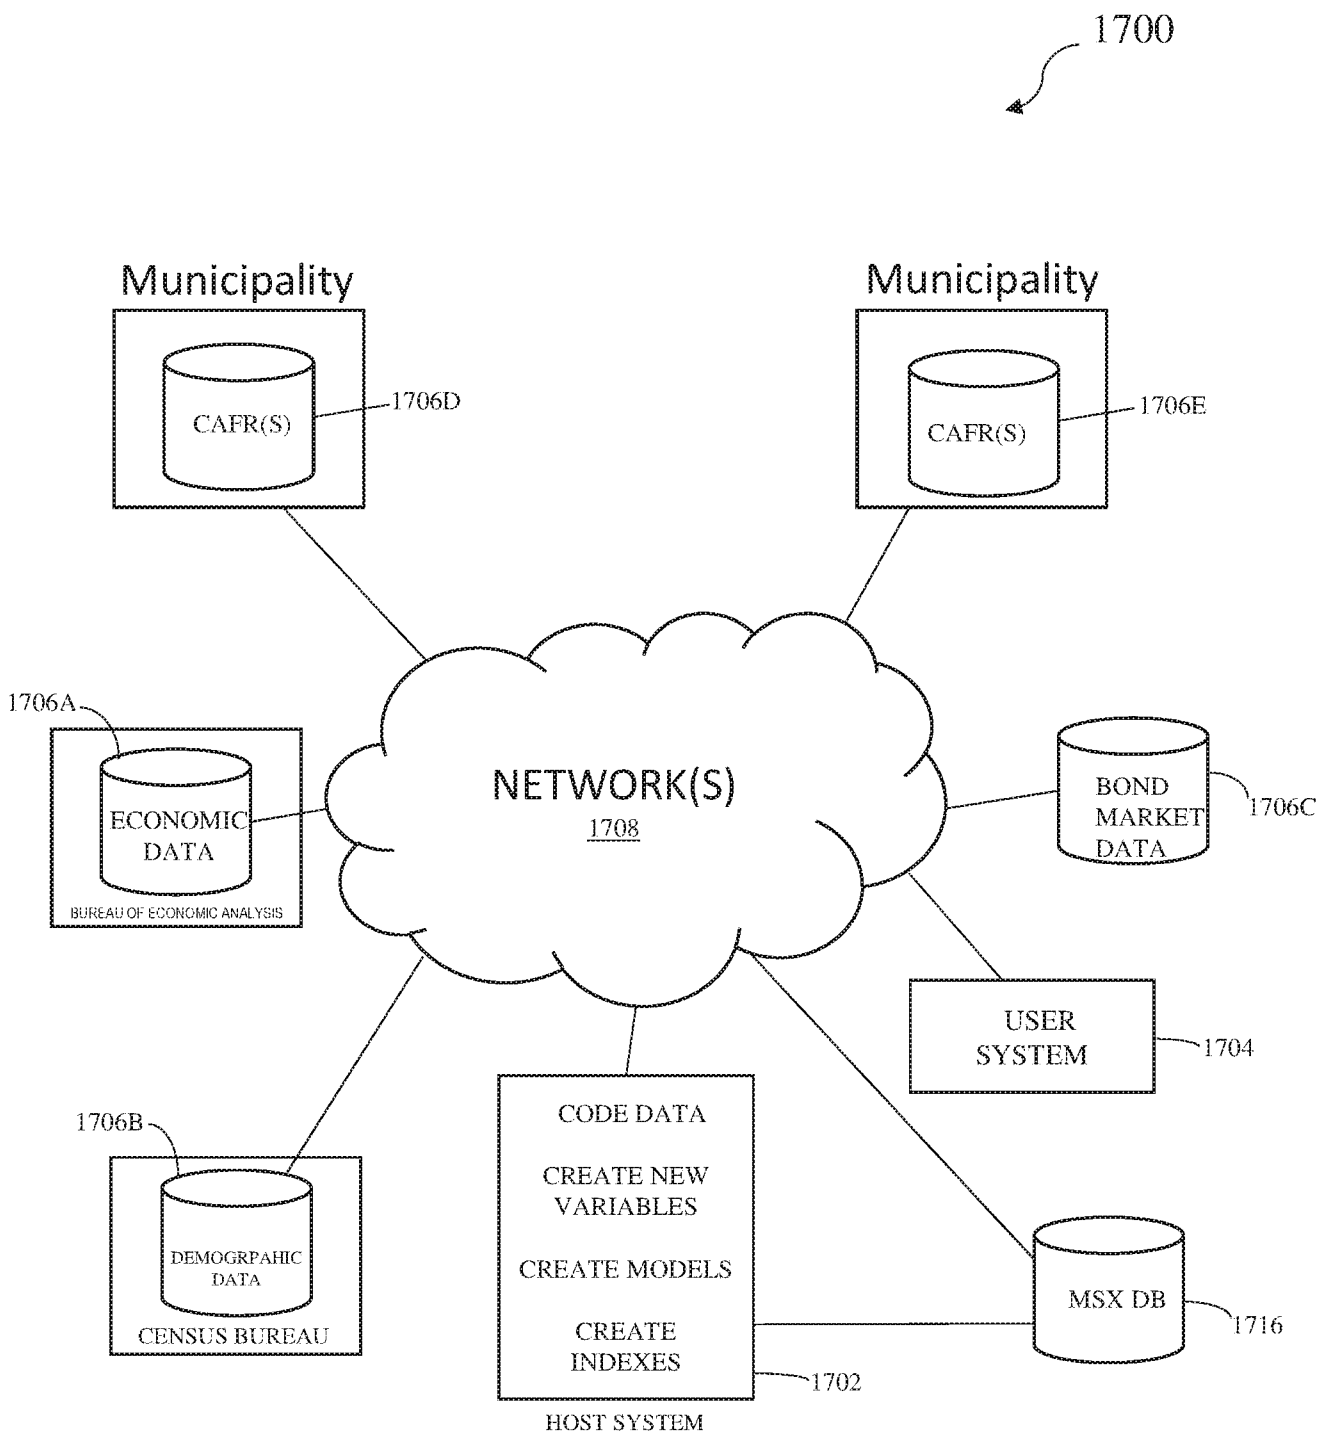 1700
Municipality
Municipality
CAFR(S)
1706D
CAFR(S)
1706E
1706A
ECONOMIC
DATA
BUREAU OF ECONOMIC ANALYSIS
NETWORK(S)
1708
BOND
MARKET
DATA
1706C
USER
SYSTEM
1704
1706B
DEMOGRPAHIC
DATA
CENSUS BUREAU
CODE DATA
CREATE NEW
VARIABLES
CREATE MODELS
CREATE
INDEXES
1702
HOST SYSTEM
MSX DB
1716